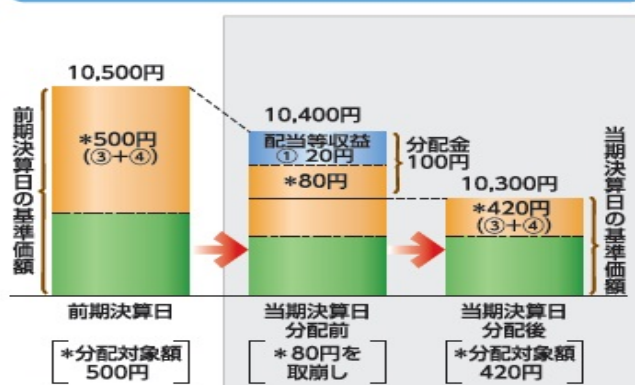 10,500円
前期決算日の基準価額
*500円
(③+④)
10,400円
配当等収益
① 20円
*80円
分配金
100円
10,300円
*420円
(③+④)
当期決算日の基準価額
前期決算日
当期決算日
分配前
当期決算日
分配後
*分配対象額
500円
*80円を
取崩し
*分配対象額
420円